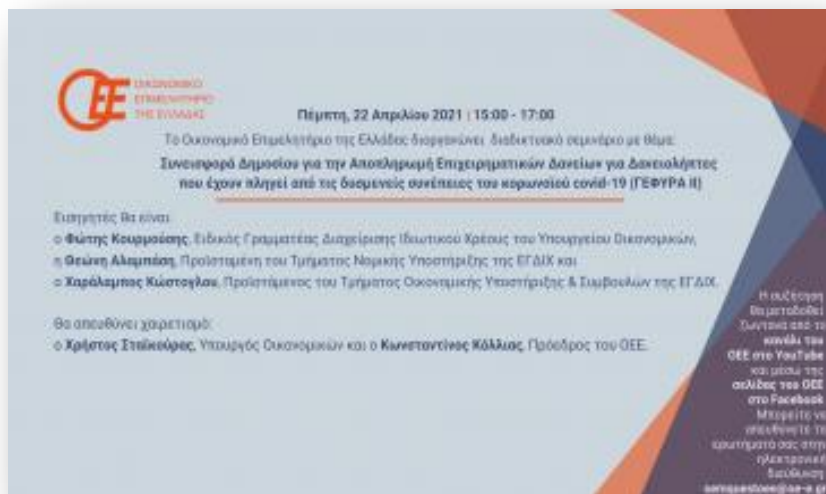 ΟΕΕ
ΟΙΚΟΝΟΜΙΚΟ
ΕΠΙΜΕΛΗΤΗΡΙΟ
ΤΗΣ ΕΛΛΑΔΑΣ
Πέμπτη, 22 Απριλίου 2021 | 15:00 - 17:00
Το Οικονομικό Επιμελητήριο της Ελλάδας διοργανώνει διαδικτυακό σεμινάριο με θέμα:
Συνεισφορά Δημοσίου για την Αποπληρωμή Επιχειρηματικών Δανείων για Δανειολήπτες
που έχουν πληγεί από τις δυσμενείς συνέπειες του κορωνοϊού covid-19 (ΓΕΦΥΡΑ ΙΙ)
Εισηγητές θα είναι
ο Φώτης Κουρμούσης, Ειδικός Γραμματέας Διαχείρισης Ιδιωτικού Χρέους του Υπουργείου Οικονομικών,
η Θεώνη Αλαμπάση, Προϊσταμένη του Τμήματος Νομικής Υποστήριξης της ΕΓΔΙΧ και
ο Χαράλαμπος Κώστογλου, Προϊστάμενος του Τμήματος Οικονομικής Υποστήριξης & Συμβουλών της ΕΓΔΙΧ.
Θα απευθύνει χαιρετισμό:
ο Χρήστος Σταϊκούρας, Υπουργός Οικονομικών και ο Κωνσταντίνος Κόλλιας, Πρόεδρος του ΟΕΕ.
Η συζήτηση
θα μεταδοθεί
ζωντανά από το
κανάλι του
ΟΕΕ στο YouTube
και μέσω της
σελίδας του ΟΕΕ
στο Facebook
Μπορείτε να
απευθύνετε τα
ερωτήματά σας στην
ηλεκτρονική
διεύθυνση